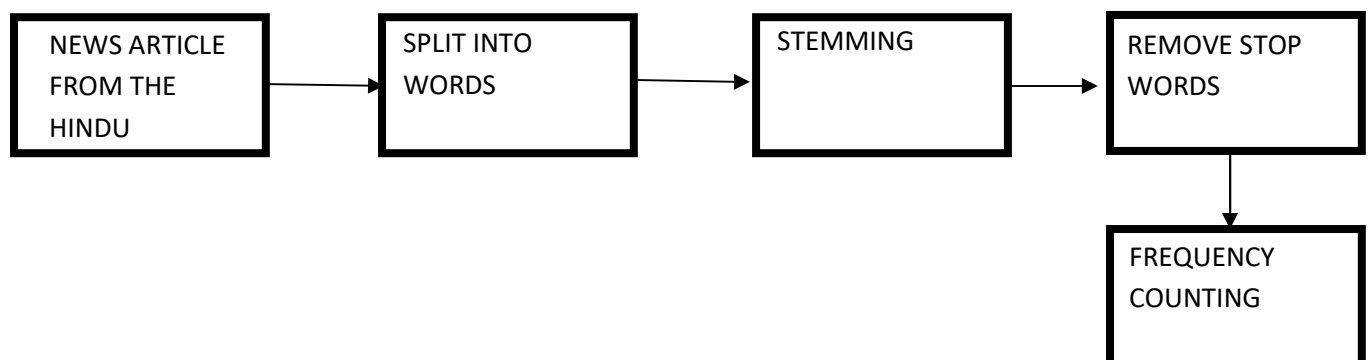 NEWS ARTICLE
FROM THE
HINDU
SPLIT INTO
WORDS
STEMMING
REMOVE STOP
WORDS
FREQUENCY
COUNTING